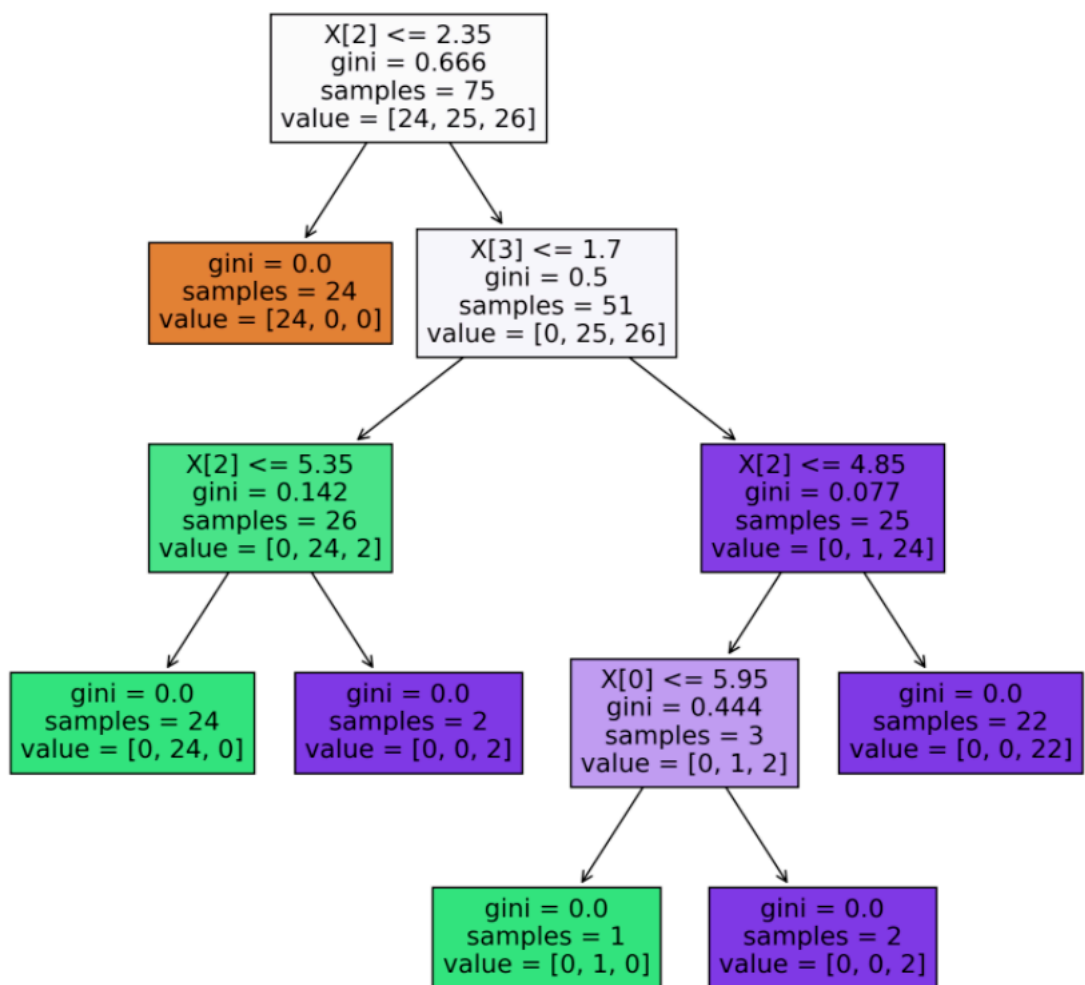 X[2] <= 2.35
gini = 0.666
samples = 75
value = [24, 25, 26]
gini = 0.0
samples = 24
value = [24, 0, 0]
X[3] <= 1.7
gini = 0.5
samples = 51
value = [0, 25, 26]
X[2] <= 5.35
gini = 0.142
samples = 26
value = [0, 24, 2]
X[2] <= 4.85
gini = 0.077
samples = 25
value = [0, 1, 24]
gini = 0.0
samples = 24
value = [0, 24, 0]
gini = 0.0
samples = 2
value = [0, 0, 2]
X[0] <= 5.95
gini = 0.444
samples = 3
value = [0, 1, 2]
gini = 0.0
samples = 22
value = [0, 0, 22]
gini = 0.0
samples = 1
value = [0, 1, 0]
gini = 0.0
samples = 2
value = [0, 0, 2]